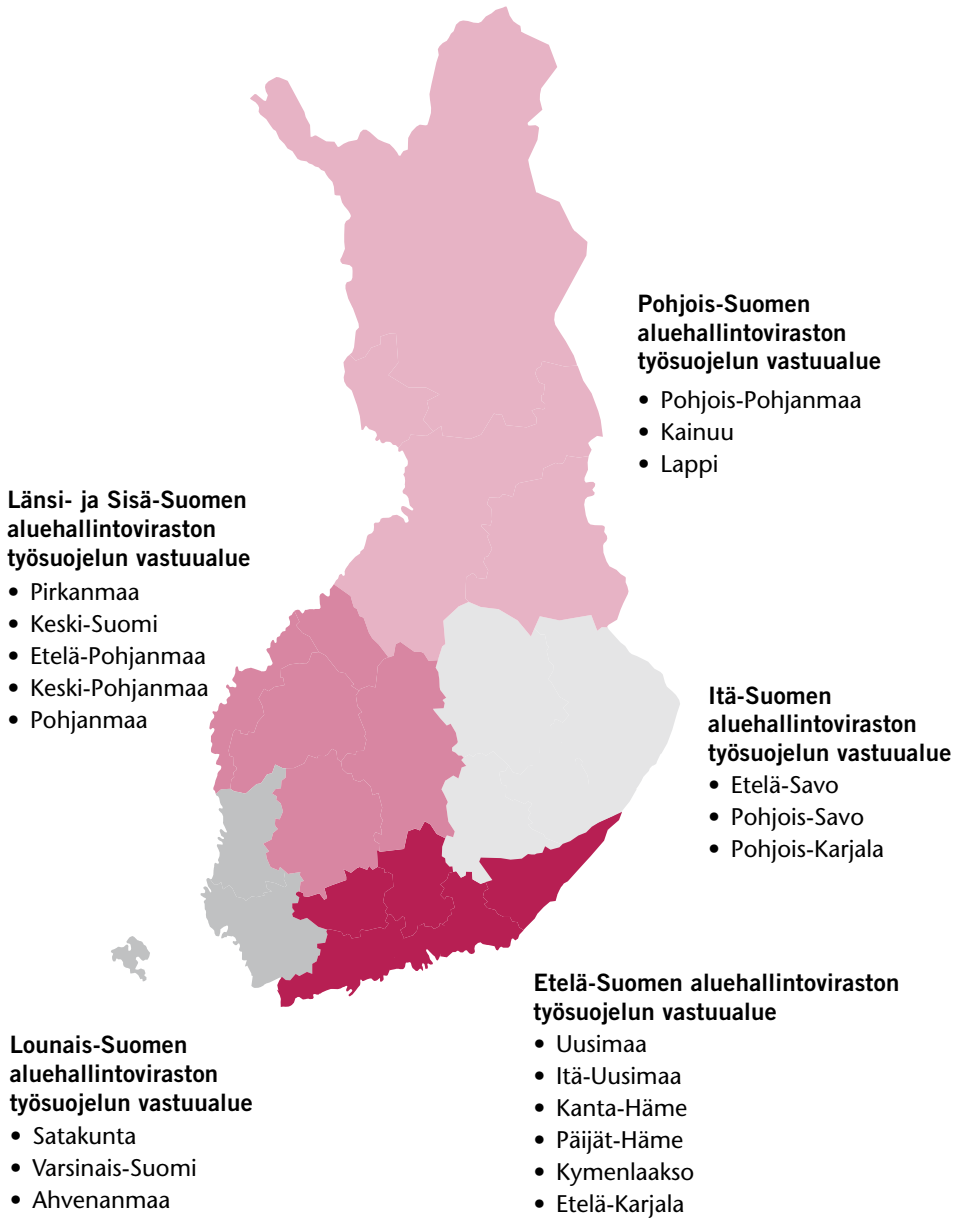 Pohjois-Suomen
aluehallintoviraston
työsuojelun vastuualue
• Pohjois-Pohjanmaa
• Kainuu
• Lappi
Länsi- ja Sisä-Suomen
aluehallintoviraston
työsuojelun vastuualue
• Pirkanmaa
• Keski-Suomi
• Etelä-Pohjanmaa
• Keski-Pohjanmaa
• Pohjanmaa
Itä-Suomen
aluehallintoviraston
työsuojelun vastuualue
• Etelä-Savo
• Pohjois-Savo
• Pohjois-Karjala
Etelä-Suomen aluehallintoviraston
työsuojelun vastuualue
• Uusimaa
• Itä-Uusimaa
• Kanta-Häme
• Päijät-Häme
• Kymenlaakso
• Etelä-Karjala
Lounais-Suomen
aluehallintoviraston
työsuojelun vastuualue
• Satakunta
• Varsinais-Suomi
• Ahvenanmaa